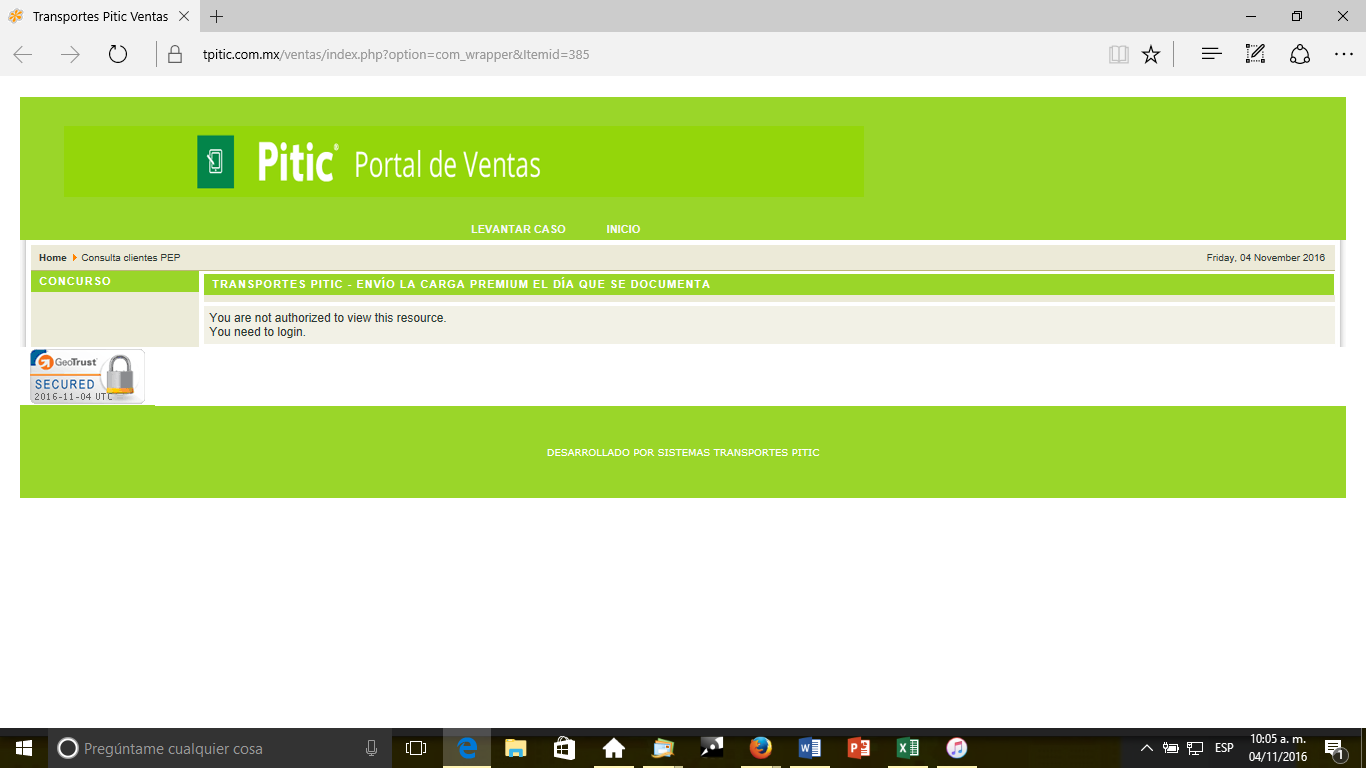 Transportes Pitic Ventas
tpitic.com.mx/ventas/index.php?option=com_wrapper&Itemid=385
Pitic® Portal de Ventas
LEVANTAR CASO INICIO
Home Consulta clientes PEP Friday, 04 November 2016
CONCURSO
TRANSPORTES PITIC - ENVÌO LA CARGA PREMIUM EL DÌA QUE SE DOCUMENTA
You are not authorized to view this resource.
You need to login.
GeoTrust
SECURED
2016-11-04 UTC
DESARROLLADO POR SISTEMAS TRANSPORTES PITIC
Pregúntame cualquier cosa
ESP
10:05 a. m.
04/11/2016
1